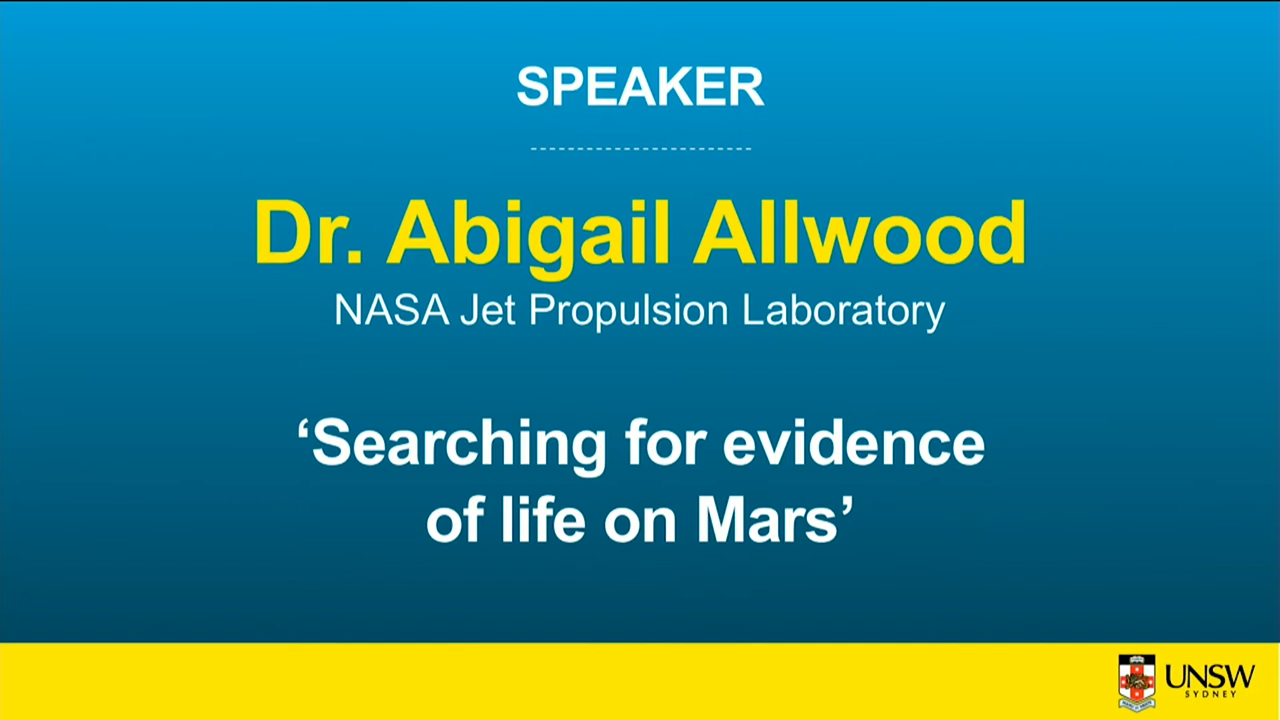 SPEAKER
Dr. Abigail Allwood
NASA Jet Propulsion Laboratory
‘Searching for evidence
of life on Mars’
UNSW
SYDNEY